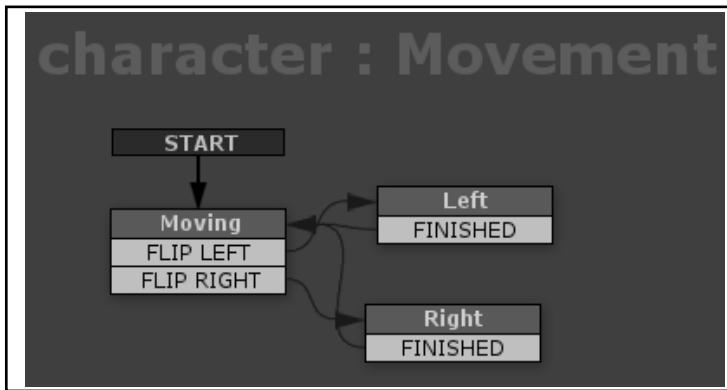 character : Movement
START
Moving
FLIP LEFT
FLIP RIGHT
Left
FINISHED
Right
FINISHED